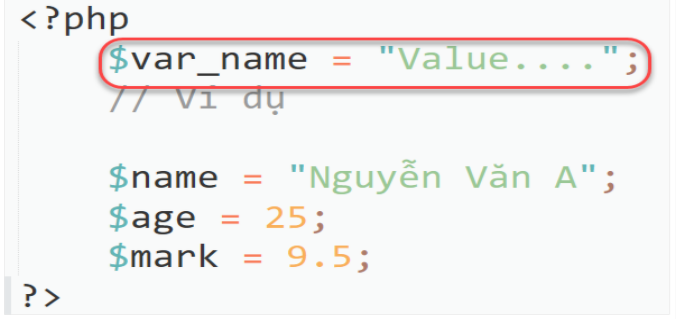 <?php
$var_name = "Value....";
// Ví dụ
$name = "Nguyễn Văn A";
$age = 25;
$mark = 9.5;
?>